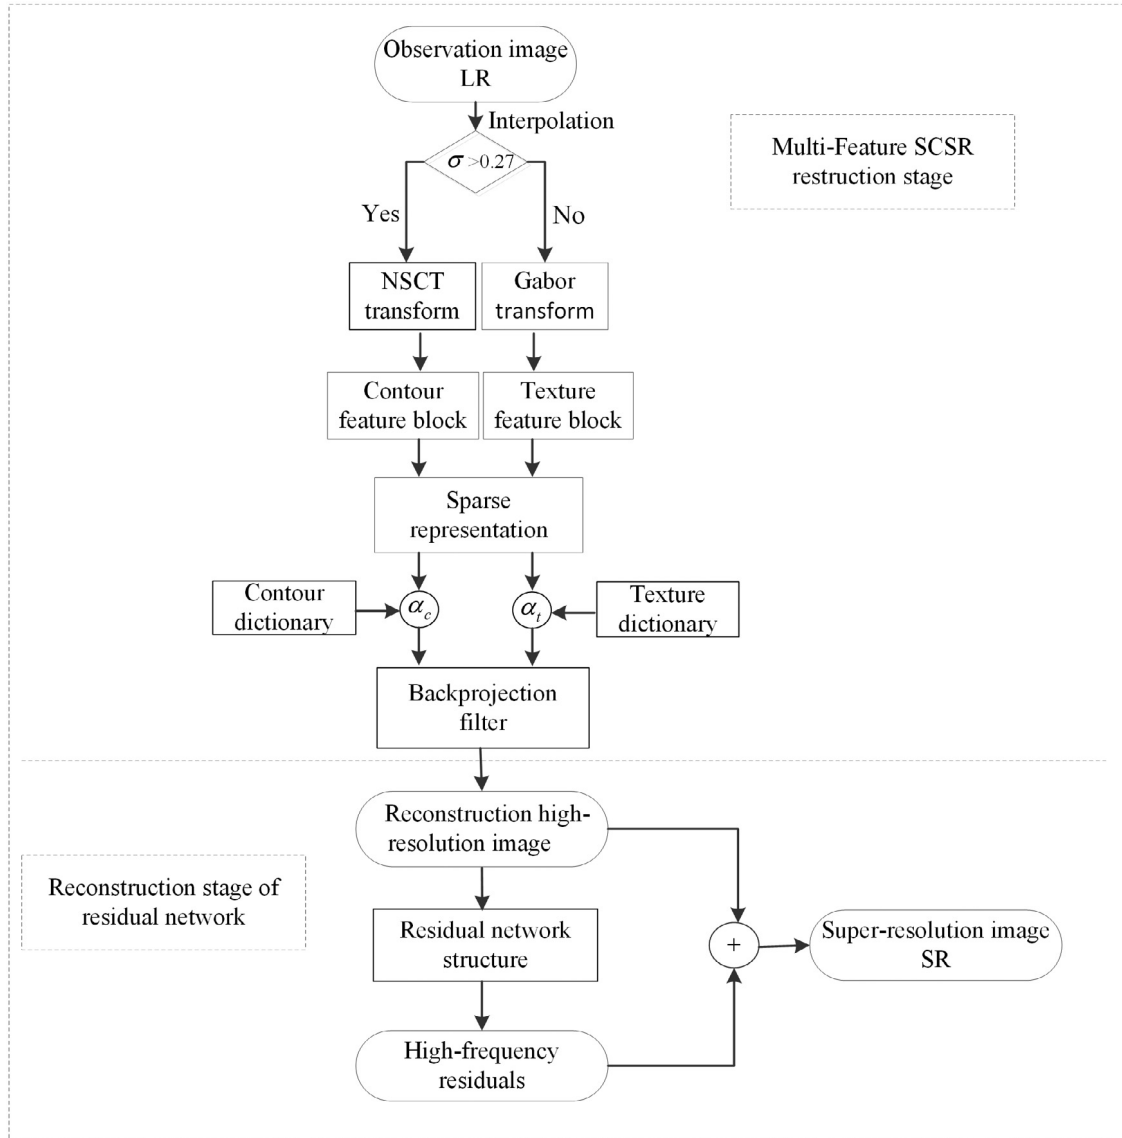 Observation image
LR
Interpolation
σ >0.27
Multi-Feature SCSR
restruction stage
Yes
No
NSCT
transform
Gabor
transform
Contour
feature block
Texture
feature block
Sparse
representation
Contour
dictionary
α_c
α_t
Texture
dictionary
Backprojection
filter
Reconstruction high-
resolution image
Reconstruction stage of
residual network
Residual network
structure
+
Super-resolution image
SR
High-frequency
residuals